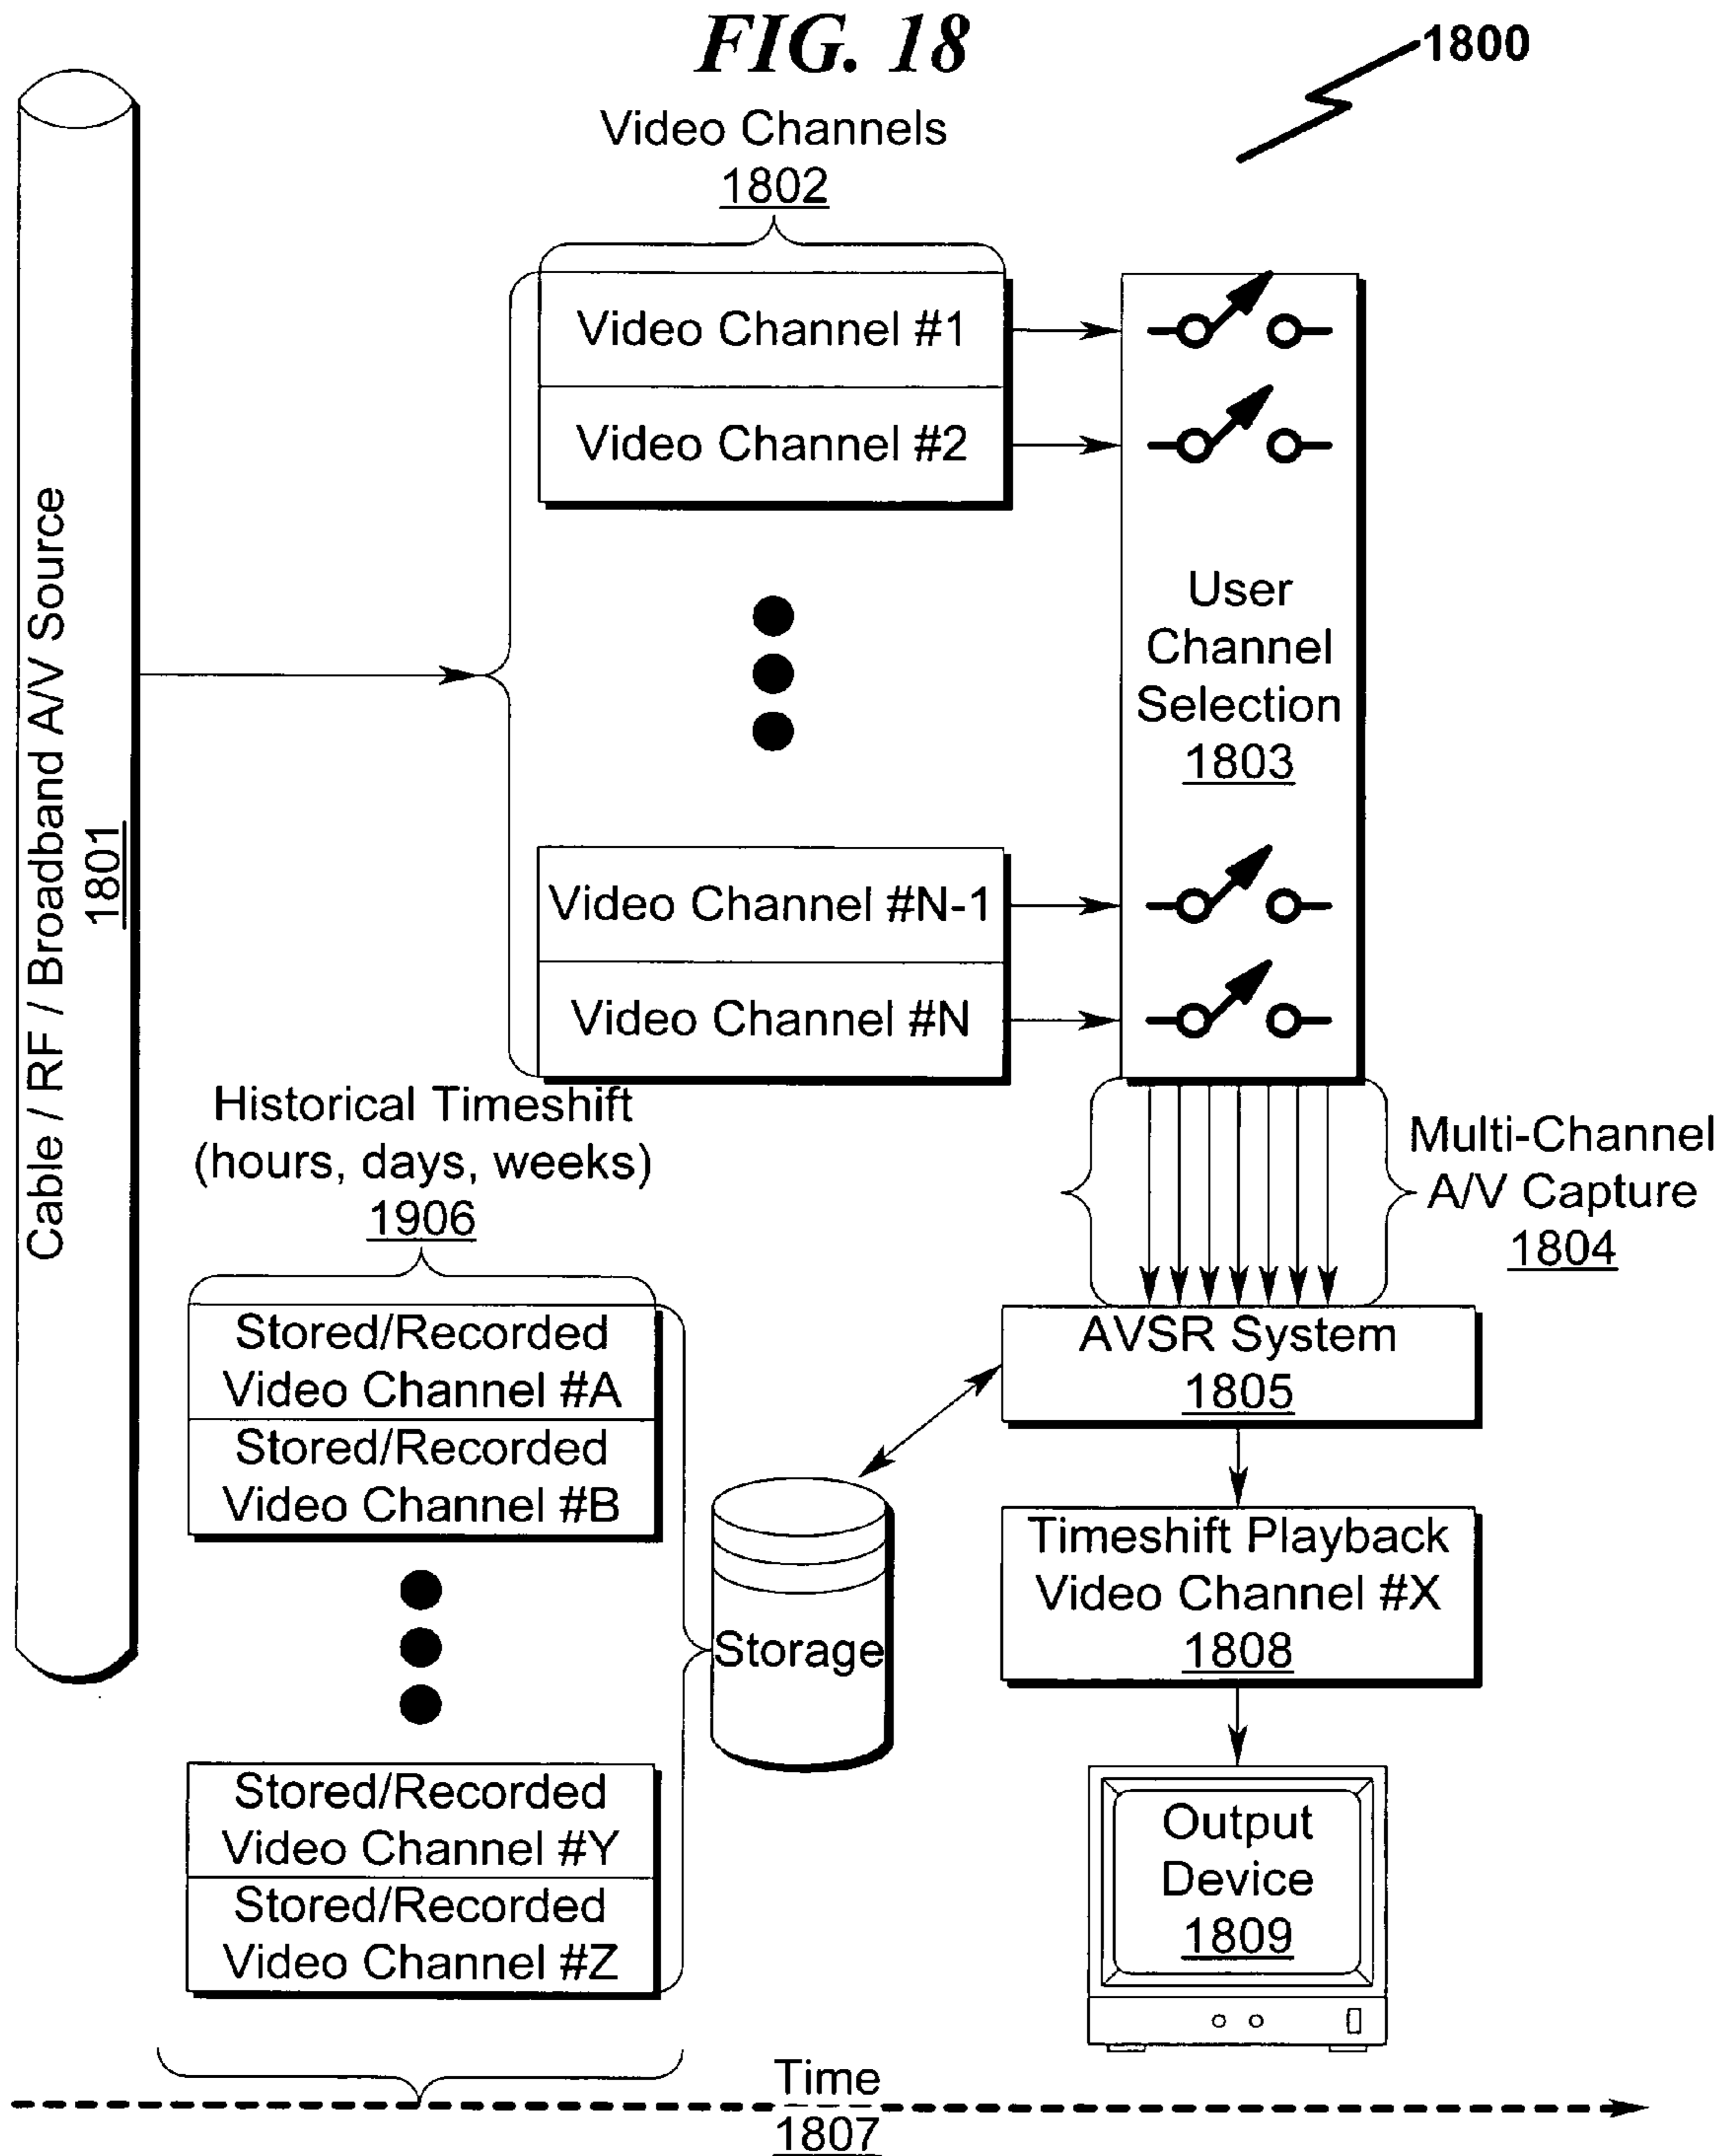 FIG. 18
1800
Video Channels
1802
Cable / RF / Broadband A/V Source
1801
Video Channel #1
Video Channel #2
Video Channel #N-1
Video Channel #N
User
Channel
Selection
1803
Historical Timeshift
(hours, days, weeks)
1906
Multi-Channel
A/V Capture
1804
Stored/Recorded
Video Channel #A
Stored/Recorded
Video Channel #B
Stored/Recorded
Video Channel #Y
Stored/Recorded
Video Channel #Z
Storage
AVSR System
1805
Timeshift Playback
Video Channel #X
1808
Output
Device
1809
Time
1807